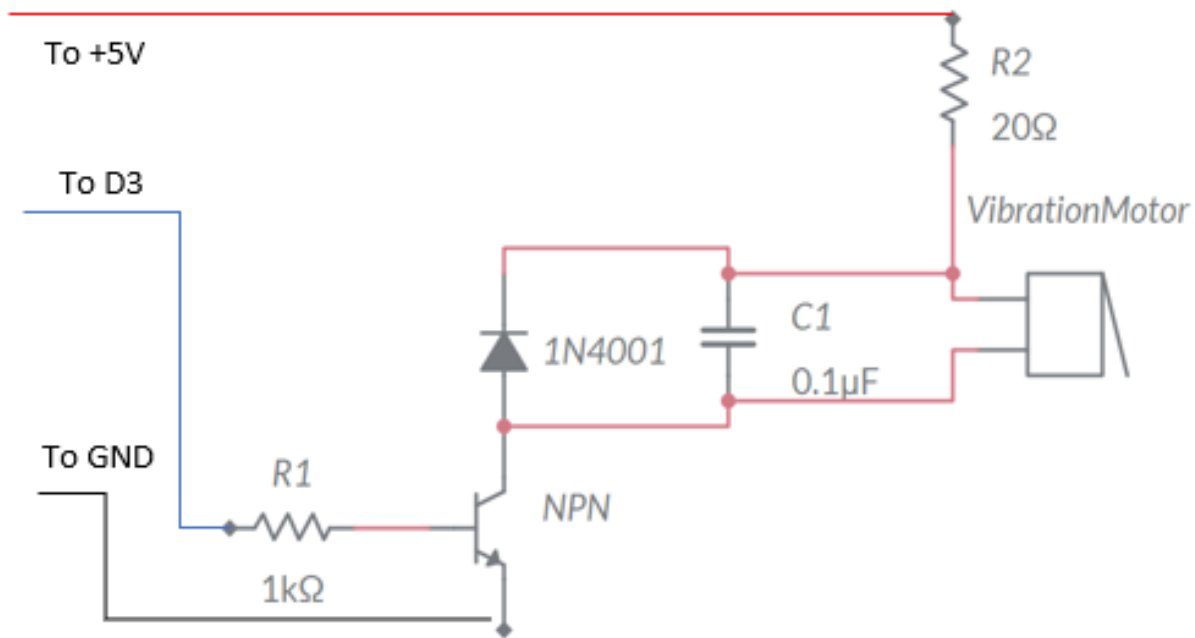 To +5V
R2
20Ω
To D3
VibrationMotor
1N4001
C1
0.1µF
To GND
R1
NPN
1kΩ